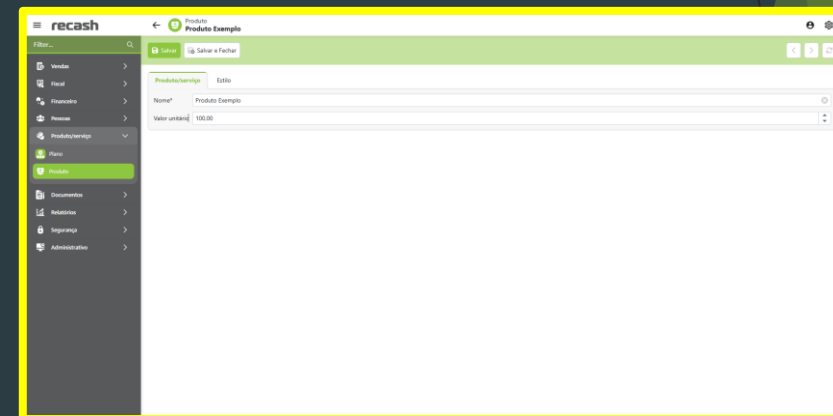 recash
Produto
Produto Exemplo
Filter...
Salvar
Salvar e Fechar
Vendas
Fiscal
Financeiro
Pessoas
Produto/serviço
Plano
Produto
Documentos
Relatórios
Segurança
Administrativo
Produto/serviço
Estilo
Nome*
Produto Exemplo
Valor unitário
100,00